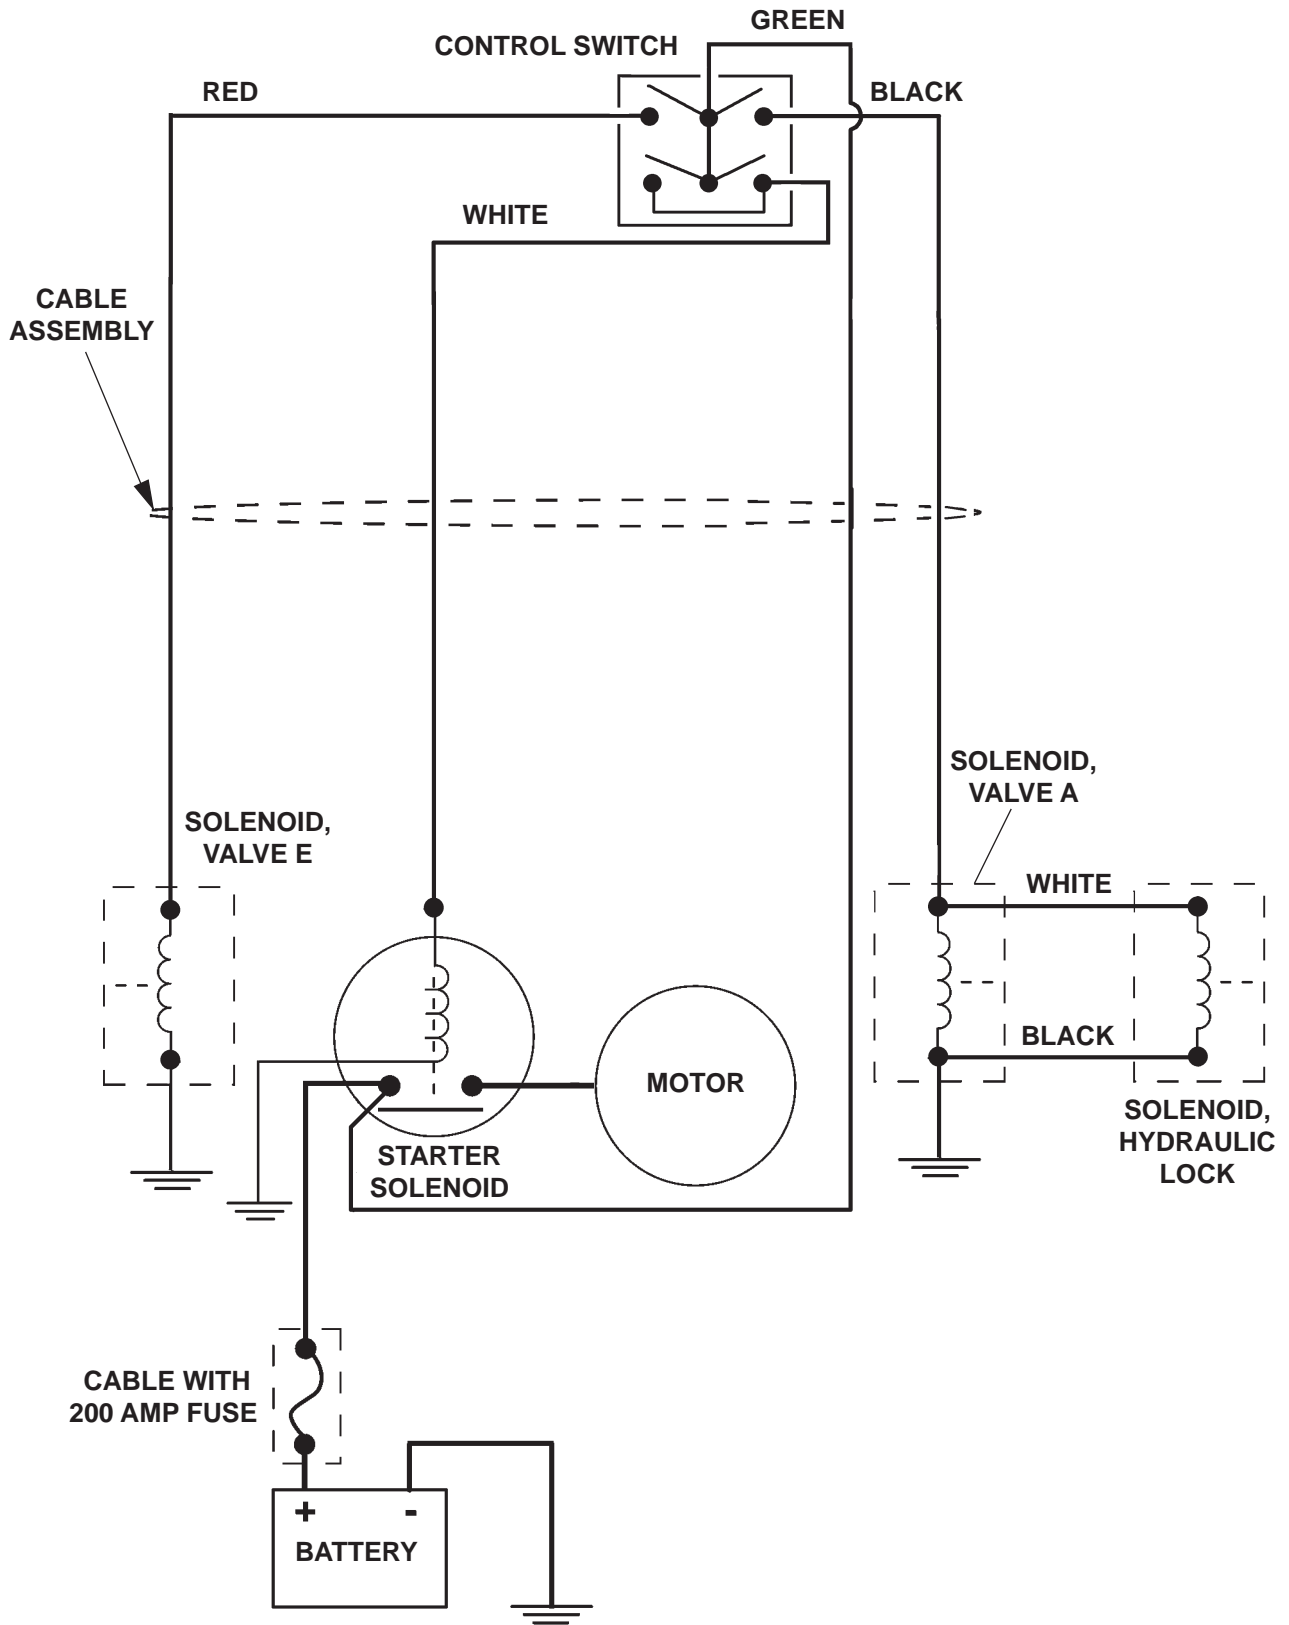 GREEN
CONTROL SWITCH
RED
BLACK
WHITE
CABLE
ASSEMBLY
SOLENOID,
VALVE A
SOLENOID,
VALVE E
WHITE
BLACK
MOTOR
SOLENOID,
HYDRAULIC
LOCK
STARTER
SOLENOID
CABLE WITH
200 AMP FUSE
+ -
BATTERY